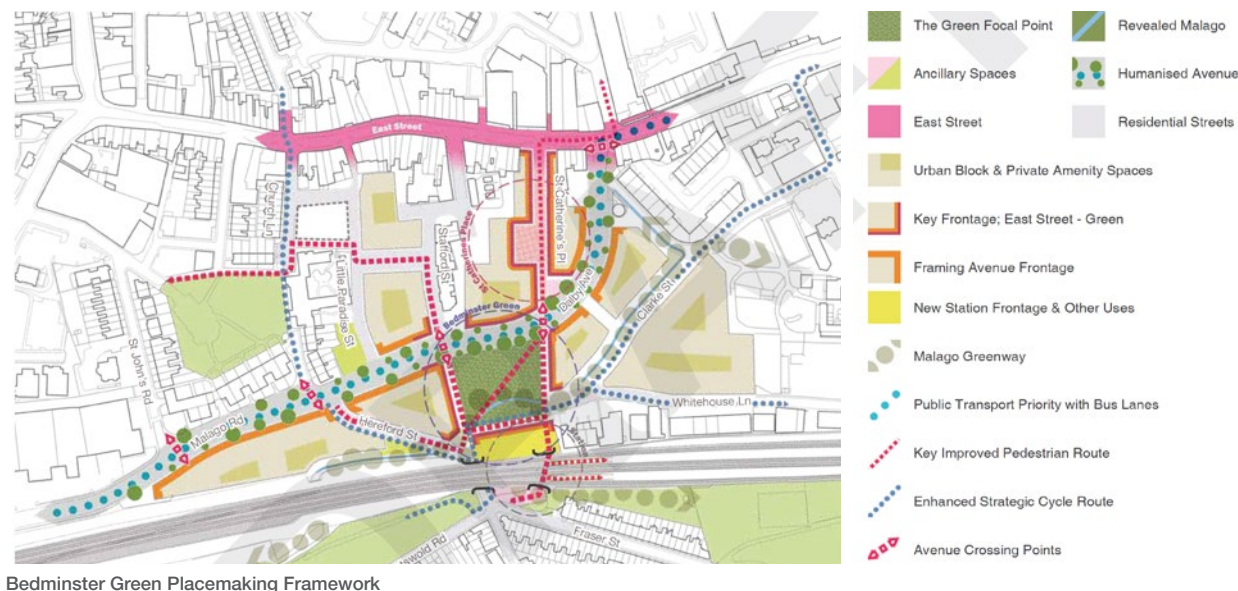 East Street
Church Ln
Stafford St
St Catherines Place
St Catherine's Pl
Little Paradise St
Bedminster Green
Dalby Ave
Clarke St
St John's Rd
Malago Rd
Hereford St
Whitehouse Ln
Fraser St
Rd
The Green Focal Point
Revealed Malago
Ancillary Spaces
Humanised Avenue
East Street
Residential Streets
Urban Block & Private Amenity Spaces
Key Frontage; East Street - Green
Framing Avenue Frontage
New Station Frontage & Other Uses
Malago Greenway
Public Transport Priority with Bus Lanes
Key Improved Pedestrian Route
Enhanced Strategic Cycle Route
Avenue Crossing Points
Bedminster Green Placemaking Framework